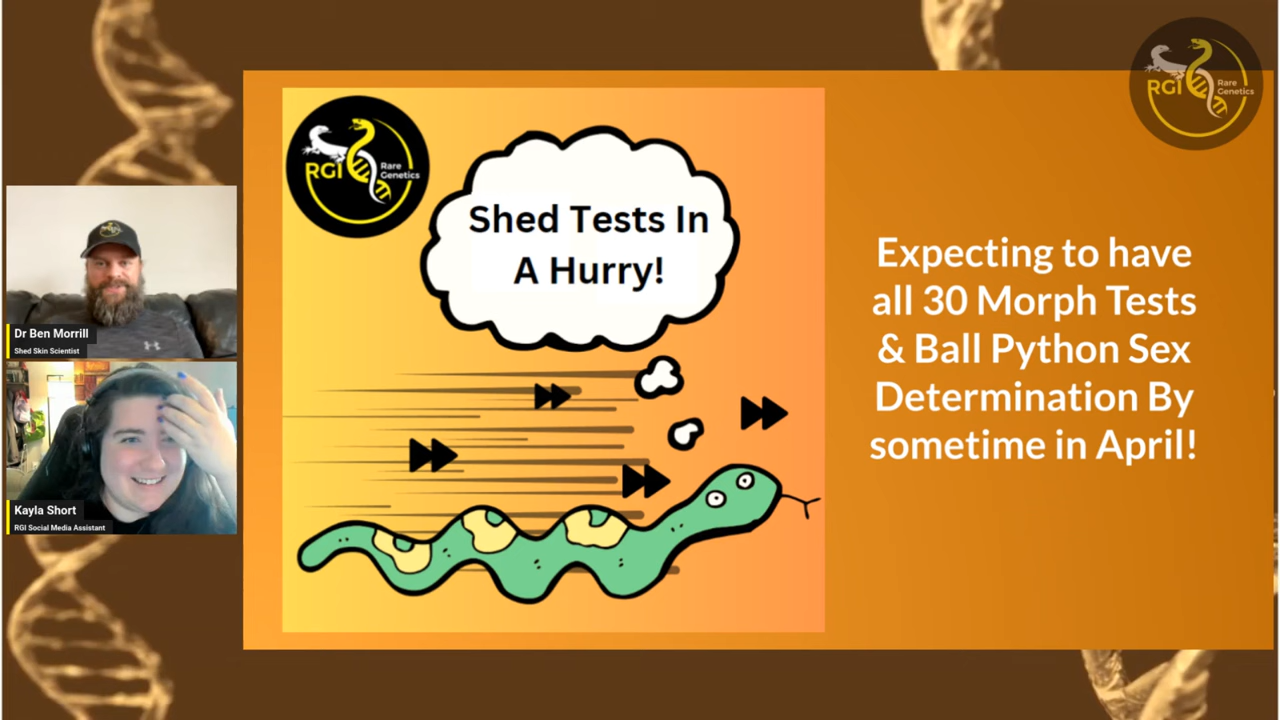 RGI
Rare
Genetics
Shed Tests In
A Hurry!
RGI
Rare
Genetics
Expecting to have
all 30 Morph Tests
& Ball Python Sex
Determination By
sometime in April!
Dr Ben Morrill
Shed Skin Scientist
Kayla Short
RGI Social Media Assistant